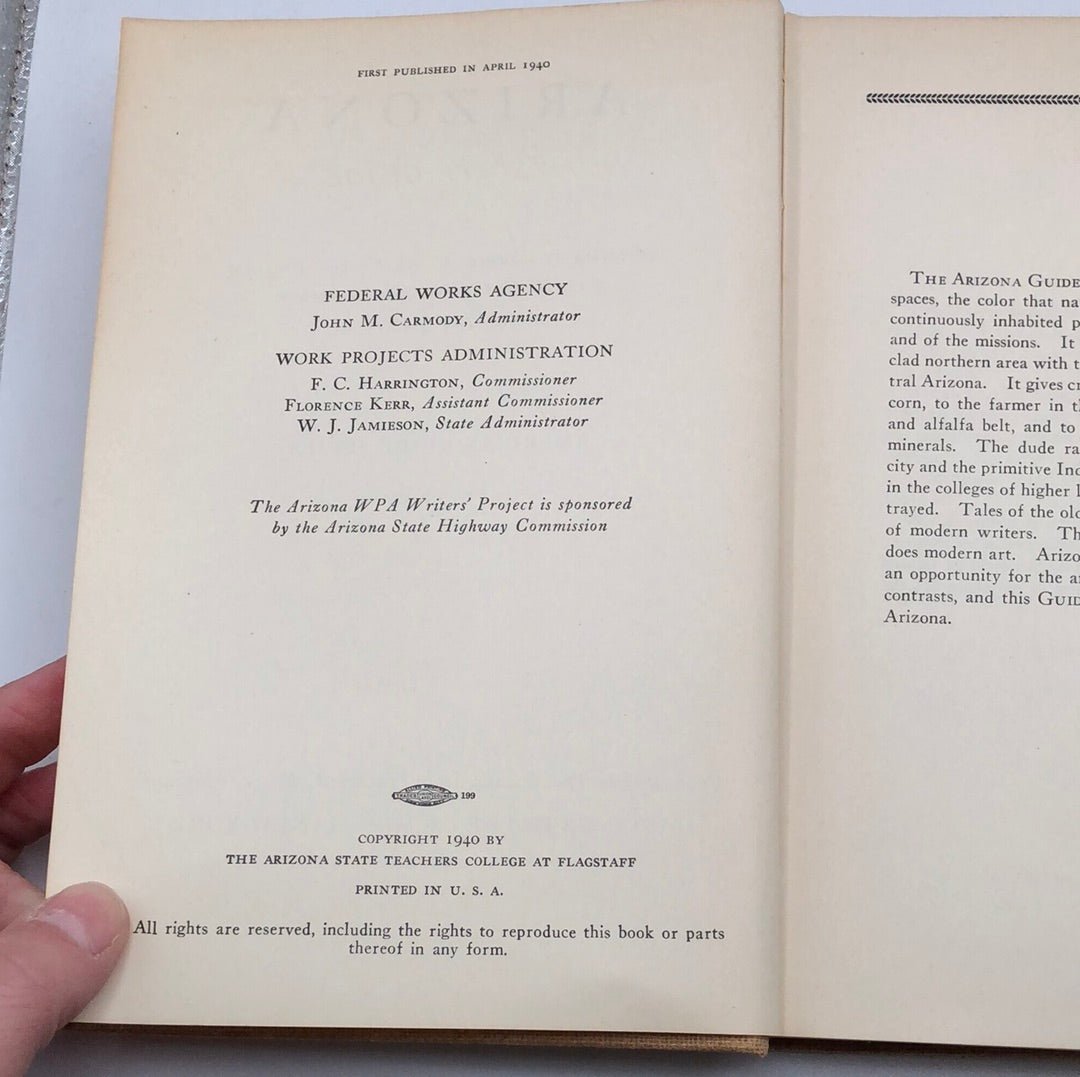 FIRST PUBLISHED IN APRIL 1940
FEDERAL WORKS AGENCY
JOHN M. CARMODY, Administrator
WORK PROJECTS ADMINISTRATION
F. C. HARRINGTON, Commissioner
FLORENCE KERR, Assistant Commissioner
W. J. JAMIESON, State Administrator
The Arizona WPA Writers' Project is sponsored
by the Arizona State Highway Commission
199
COPYRIGHT 1940 BY
THE ARIZONA STATE TEACHERS COLLEGE AT FLAGSTAFF
PRINTED IN U. S. A.
All rights are reserved, including the rights to reproduce this book or parts
thereof in any form.
THE ARIZONA GUIDE
spaces, the color that na
continuously inhabited p
and of the missions. It
clad northern area with t
tral Arizona. It gives cr
corn, to the farmer in th
and alfalfa belt, and to
minerals. The dude ra
city and the primitive Ind
in the colleges of higher l
trayed. Tales of the old
of modern writers. Th
does modern art. Arizo
an opportunity for the a
contrasts, and this GUID
Arizona.